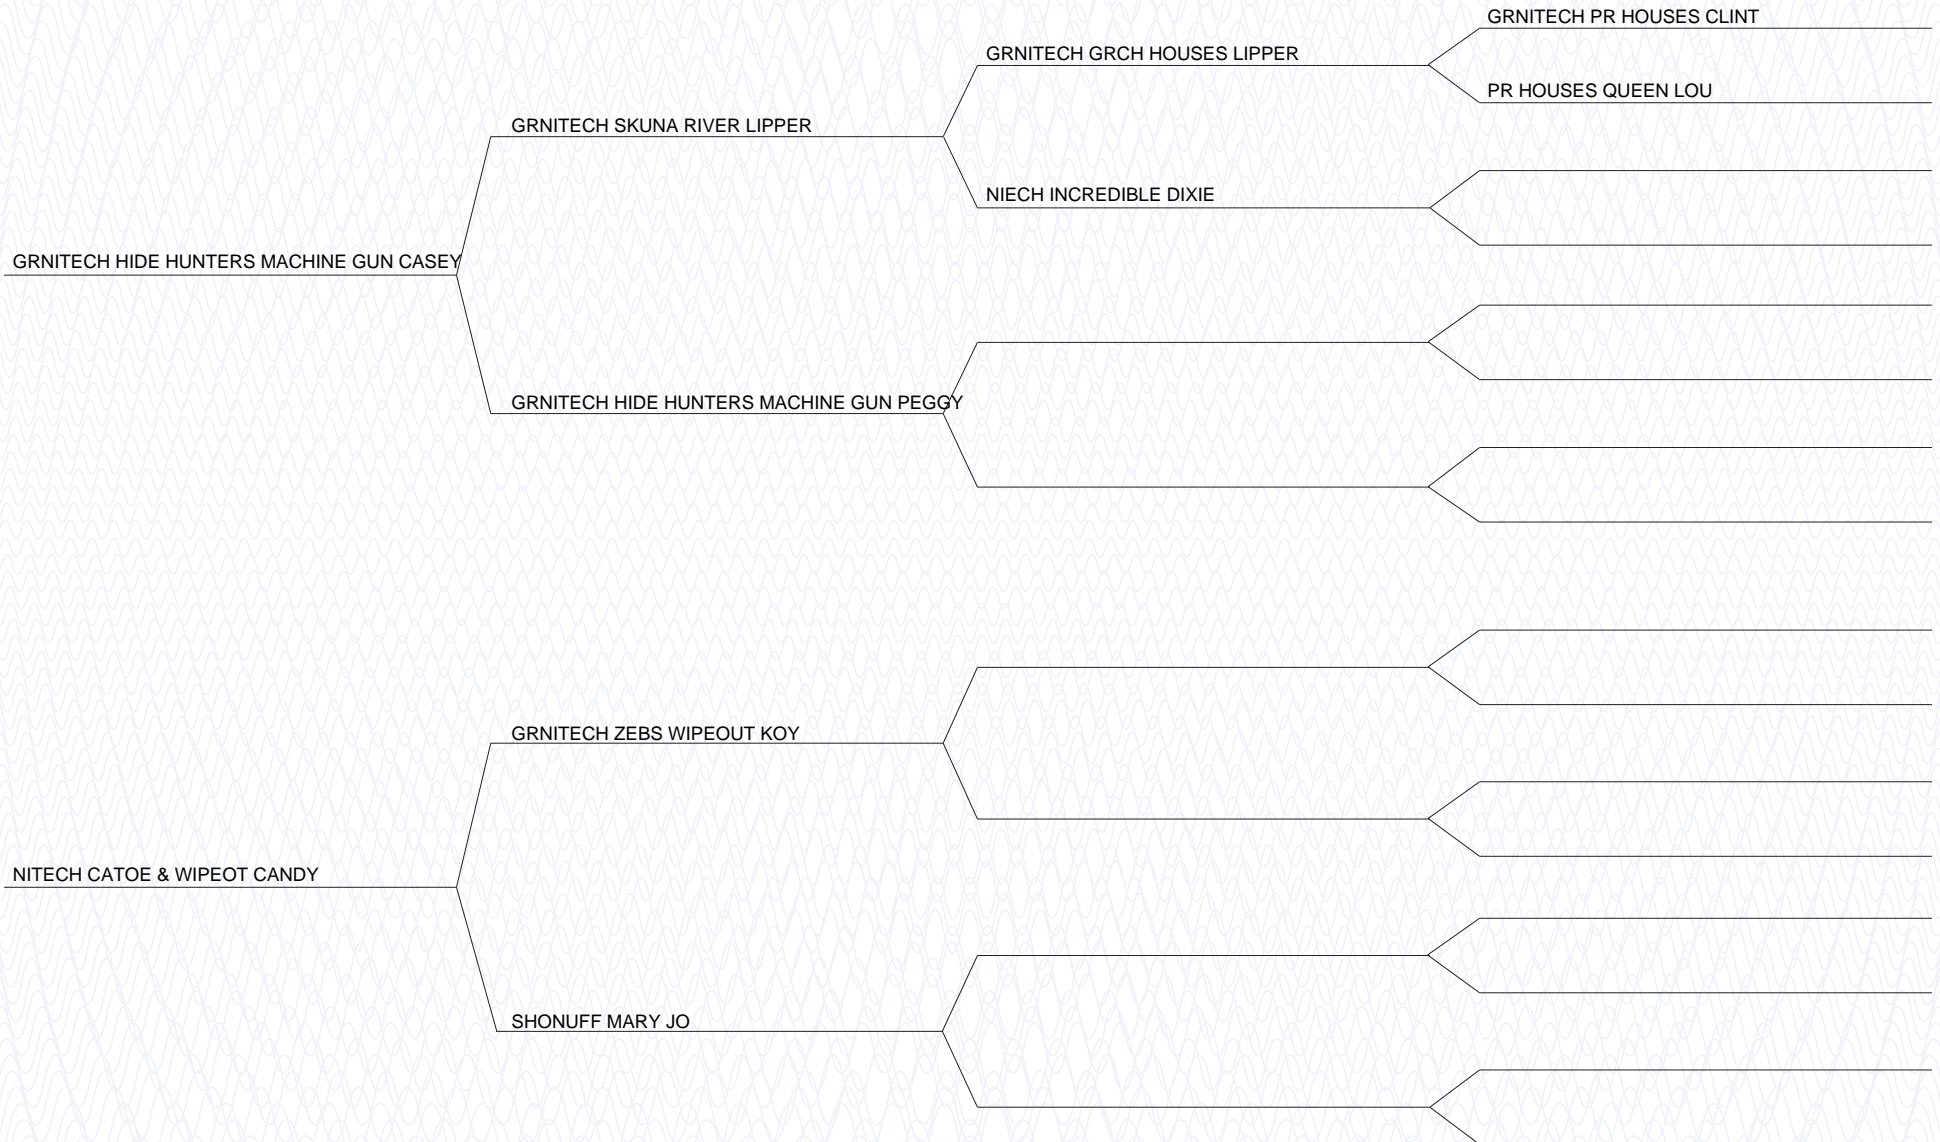 GRNITECH PR HOUSES CLINT
GRNITECH GRCH HOUSES LIPPER
PR HOUSES QUEEN LOU
GRNITECH SKUNA RIVER LIPPER
NIECH INCREDIBLE DIXIE
GRNITECH HIDE HUNTERS MACHINE GUN CASEY
GRNITECH HIDE HUNTERS MACHINE GUN PEGGY
GRNITECH ZEBS WIPEOUT KOY
NITECH CATOE & WIPEOT CANDY
SHONUFF MARY JO